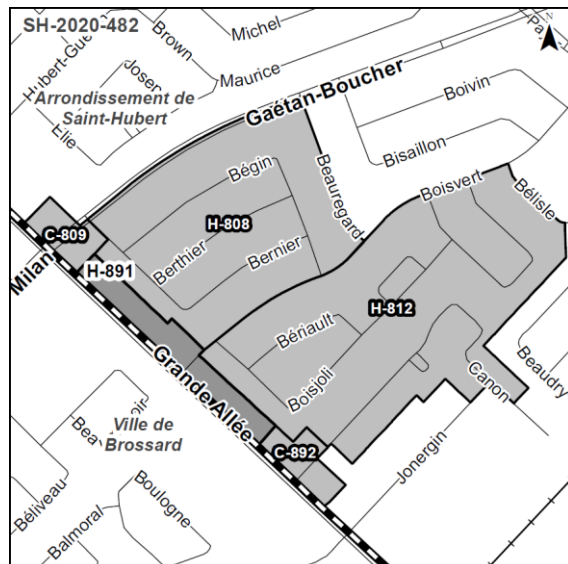 SH-2020-482
N
Michel
Brown
Hubert-Gu
Josep
Maurice
Elie
Arrondissement de
Saint-Hubert
Gaétan-Boucher
Boivin
Bisaillon
Beauregard
Boisvert
Bélisle
Bégin
H-808
Berthier
Bernier
C-809
Milan
H-891
H-812
Bériault
Boisjoli
Grande Allée
Canon
Beaudry
C-892
Jonergin
Ville de
Brossard
Béliveau
Boulogne
Balmoral